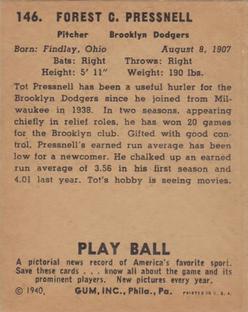 146. FOREST C. PRESSNELL
Pitcher Brooklyn Dodgers
Born: Findlay, Ohio August 8, 1907
Bats: Right Throws: Right
Height: 5' 11" Weight: 190 lbs.
Tot Pressnell has been a useful hurler for the
Brooklyn Dodgers since he joined from Mil-
waukee in 1938. In two seasons, appearing
chiefly in relief roles, he has won 20 games
for the Brooklyn club. Gifted with good con-
trol, Pressnell's earned run average has been
low for a newcomer. He chalked up an earned
run average of 3.56 in his first season and
4.01 last year. Tot's hobby is seeing movies.
PLAY BALL
A pictorial news record of America's favorite sport.
Save these cards . . . know all about the game and its
prominent players. New pictures every year.
© 1940, GUM, INC., Phila., Pa. PRINTED IN U. S. A.